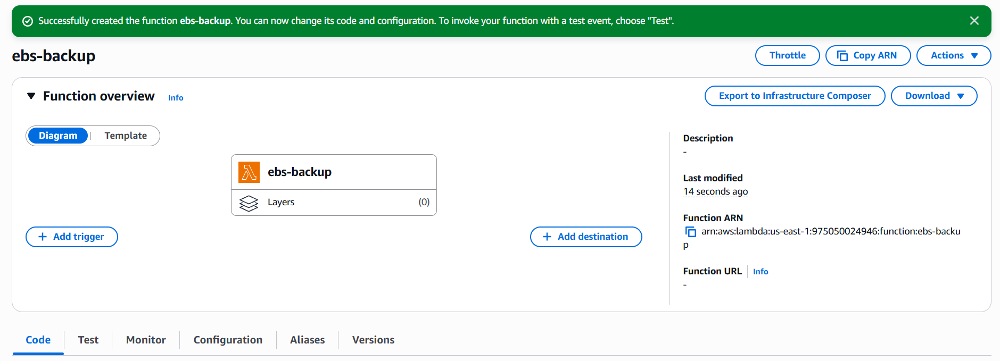 Successfully created the function ebs-backup. You can now change its code and configuration. To invoke your function with a test event, choose "Test".
ebs-backup
Throttle
Copy ARN
Actions
Function overview
Info
Export to Infrastructure Composer
Download
Diagram
Template
ebs-backup
Layers
(0)
Add trigger
Add destination
Description
-
Last modified
14 seconds ago
Function ARN
arn:aws:lambda:us-east-1:975050024946:function:ebs-backu
p
Function URL
Info
-
Code
Test
Monitor
Configuration
Aliases
Versions